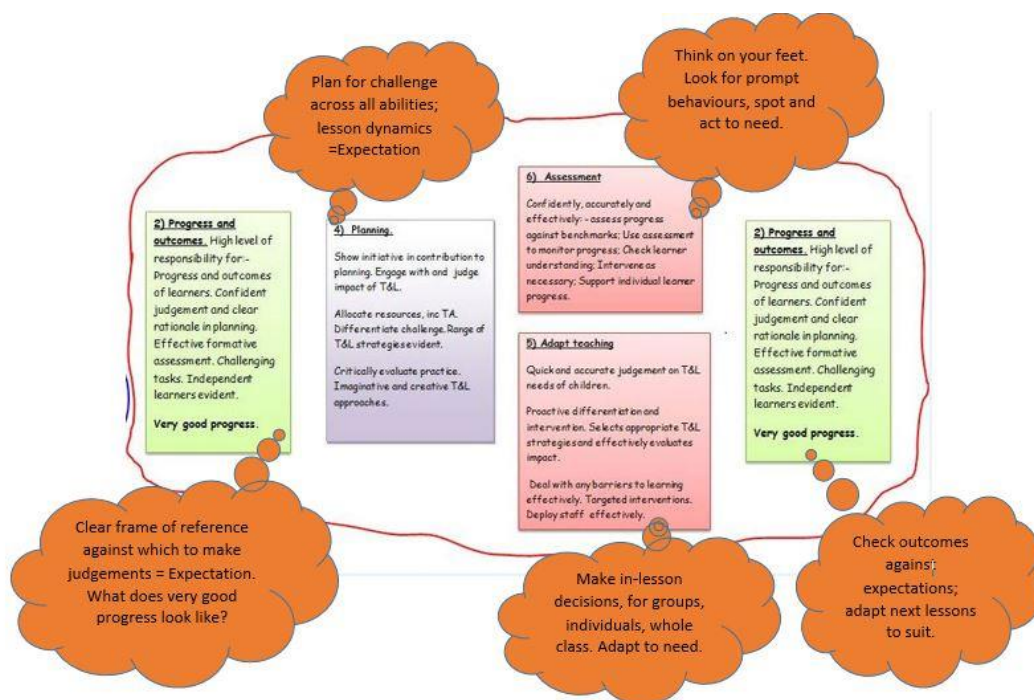 Plan for challenge
across all abilities;
lesson dynamics
=Expectation
Think on your feet.
Look for prompt
behaviours, spot and
act to need.
2) Progress and
outcomes. High level of
responsibility for:-
Progress and outcomes
of learners. Confident
judgement and clear
rationale in planning.
Effective formative
assessment. Challenging
tasks. Independent
learners evident.
Very good progress.
4) Planning.
Show initiative in contribution to
planning. Engage with and judge
impact of T&L.
Allocate resources, inc TA.
Differentiate challenge. Range of
T&L strategies evident.
Critically evaluate practice.
Imaginative and creative T&L
approaches.
6) Assessment
Confidently, accurately and
effectively: - assess progress
against benchmarks; Use assessment
to monitor progress; Check learner
understanding; Intervene as
necessary; Support individual learner
progress.
5) Adapt teaching
Quick and accurate judgement on T&L
needs of children.
Proactive differentiation and
intervention. Selects appropriate T&L
strategies and effectively evaluates
impact.
Deal with any barriers to learning
effectively. Targeted interventions.
Deploy staff effectively.
2) Progress and
outcomes. High level of
responsibility for:-
Progress and outcomes
of learners. Confident
judgement and clear
rationale in planning.
Effective formative
assessment. Challenging
tasks. Independent
learners evident.
Very good progress.
Clear frame of reference
against which to make
judgements = Expectation.
What does very good
progress look like?
Make in-lesson
decisions, for groups,
individuals, whole
class. Adapt to need.
Check outcomes
against
expectations;
adapt next lessons
to suit.